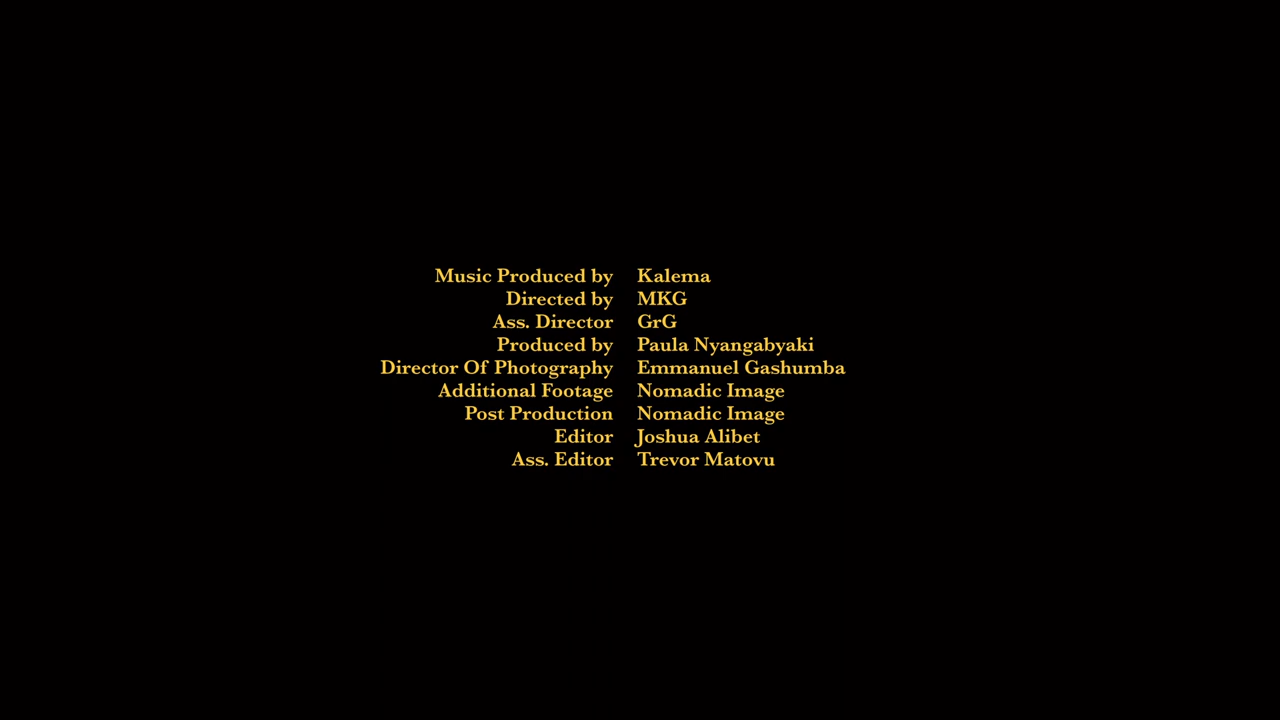 Music Produced by Kalema
Directed by MKG
Ass. Director GrG
Produced by Paula Nyangabyaki
Director Of Photography Emmanuel Gashumba
Additional Footage Nomadic Image
Post Production Nomadic Image
Editor Joshua Alibet
Ass. Editor Trevor Matovu